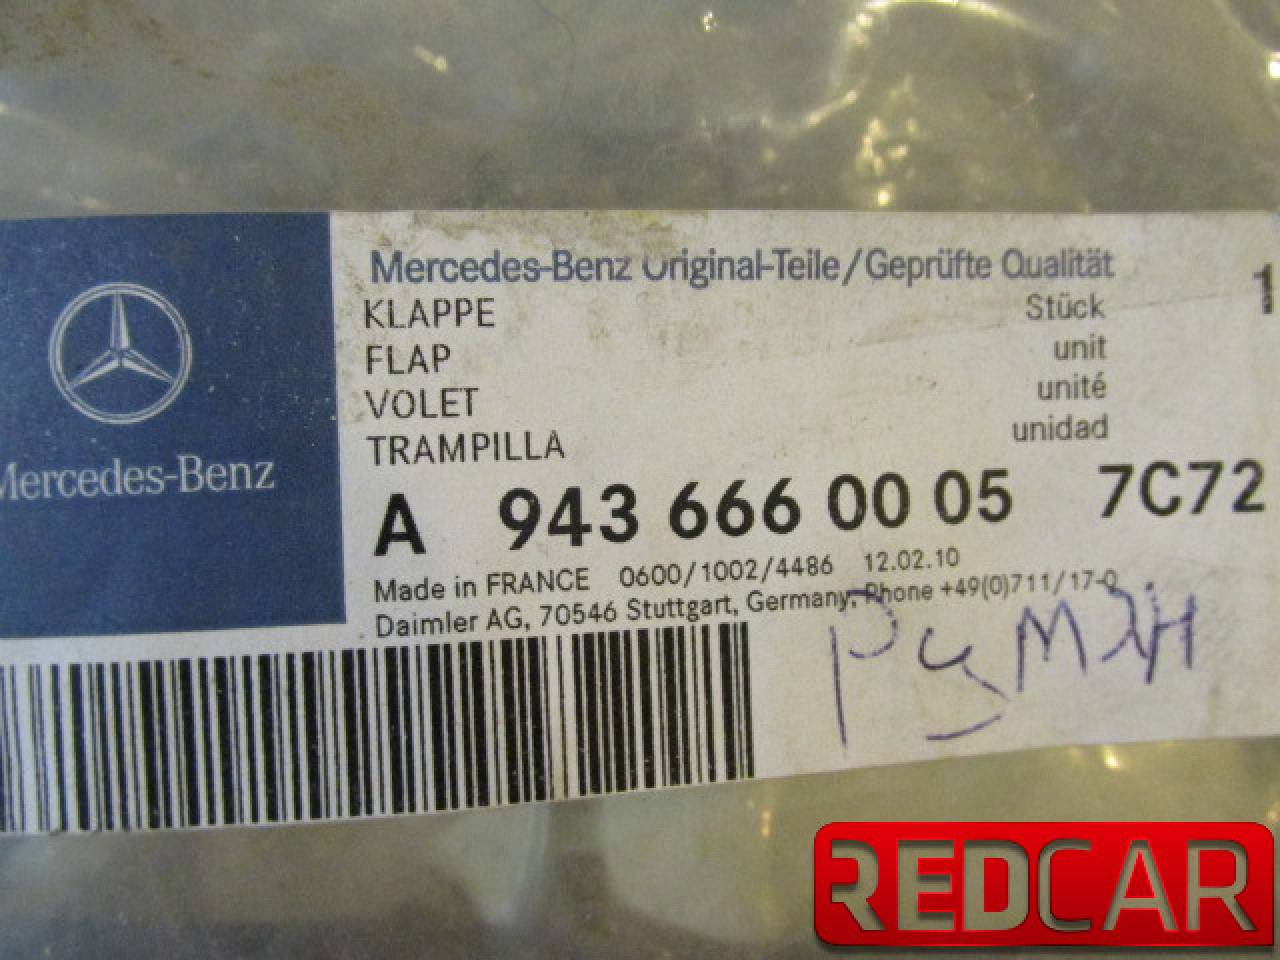 Mercedes-Benz Original-Teile/Geprüfte Qualität
KLAPPE Stück 1
FLAP unit
VOLET unité
TRAMPILLA unidad
Mercedes-Benz
A 943 666 00 05 7C72
Made in FRANCE 0600/1002/4486 12.02.10
Daimler AG, 70546 Stuttgart, Germany, Phone +49(0)711/17-0
REDCAR